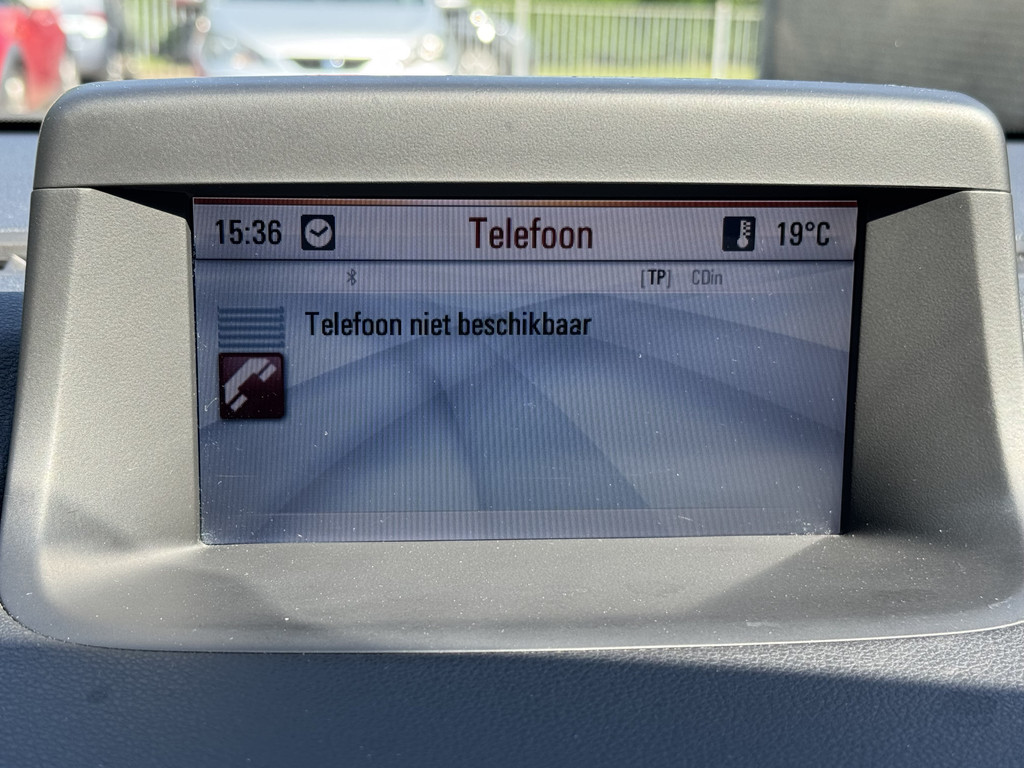 15:36 Telefoon 19°C
[TP] CDin
Telefoon niet beschikbaar